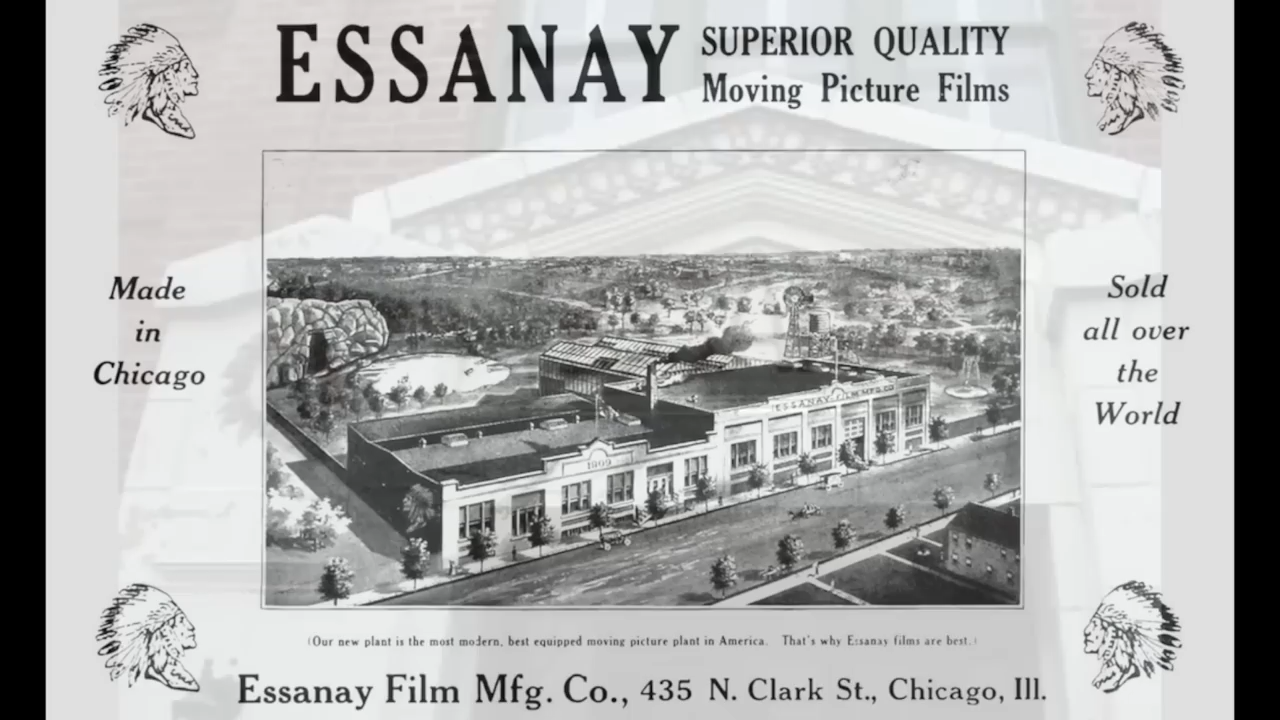 ESSANAY
SUPERIOR QUALITY
Moving Picture Films
Made
in
Chicago
Sold
all over
the
World
ESSANAY FILM MFG CO
1909
(Our new plant is the most modern, best equipped moving picture plant in America. That's why Essanay films are best.)
Essanay Film Mfg. Co., 435 N. Clark St., Chicago, Ill.